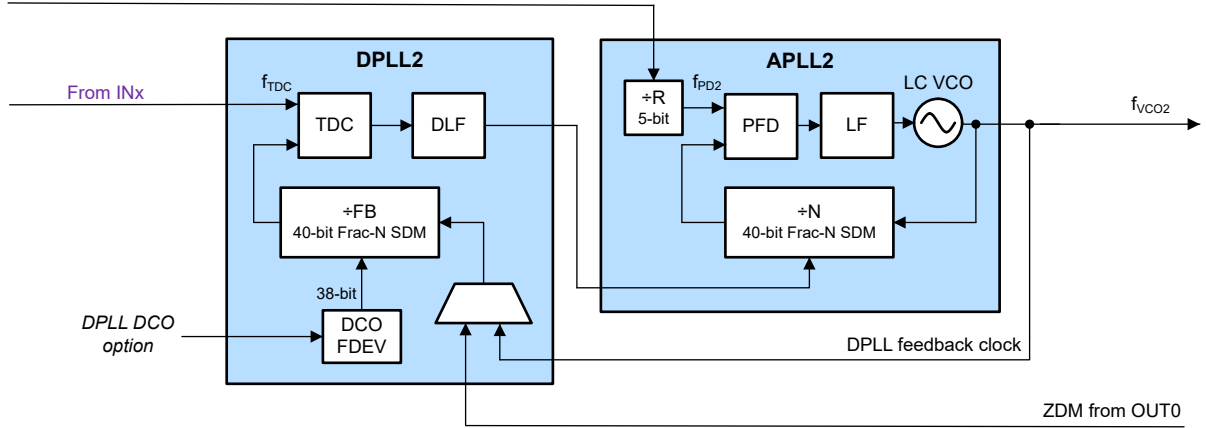 DPLL2
APLL2
From INx
fTDC
TDC
DLF
÷R
5-bit
fPD2
PFD
LF
LC VCO
fVCO2
÷FB
40-bit Frac-N SDM
÷N
40-bit Frac-N SDM
38-bit
DPLL DCO
option
DCO
FDEV
DPLL feedback clock
ZDM from OUT0